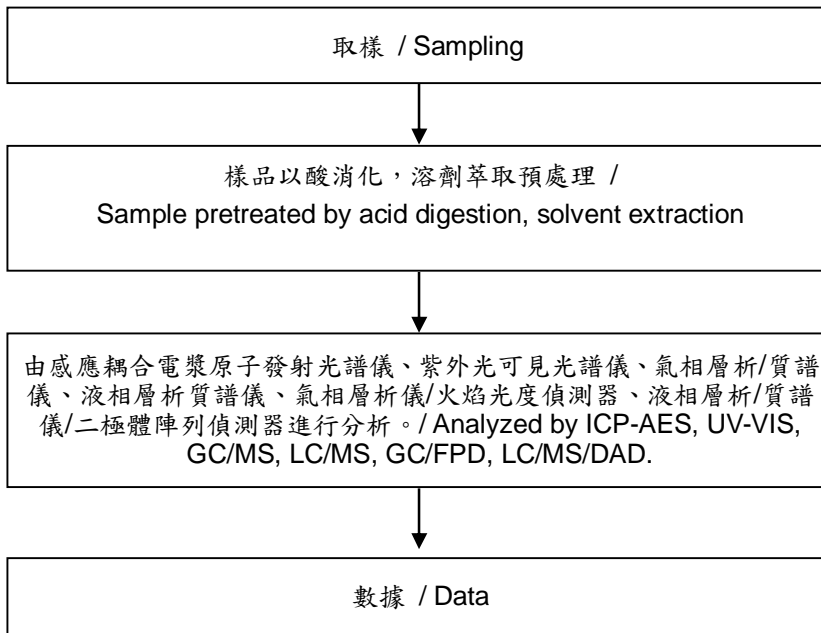 取樣 / Sampling
樣品以酸消化，溶劑萃取預處理 /
Sample pretreated by acid digestion, solvent extraction
由感應耦合電漿原子發射光譜儀、紫外光可見光譜儀、氣相層析/質譜
儀、液相層析質譜儀、氣相層析儀/火焰光度偵測器、液相層析/質譜
儀/二極體陣列偵測器進行分析。/ Analyzed by ICP-AES, UV-VIS,
GC/MS, LC/MS, GC/FPD, LC/MS/DAD.
數據 / Data